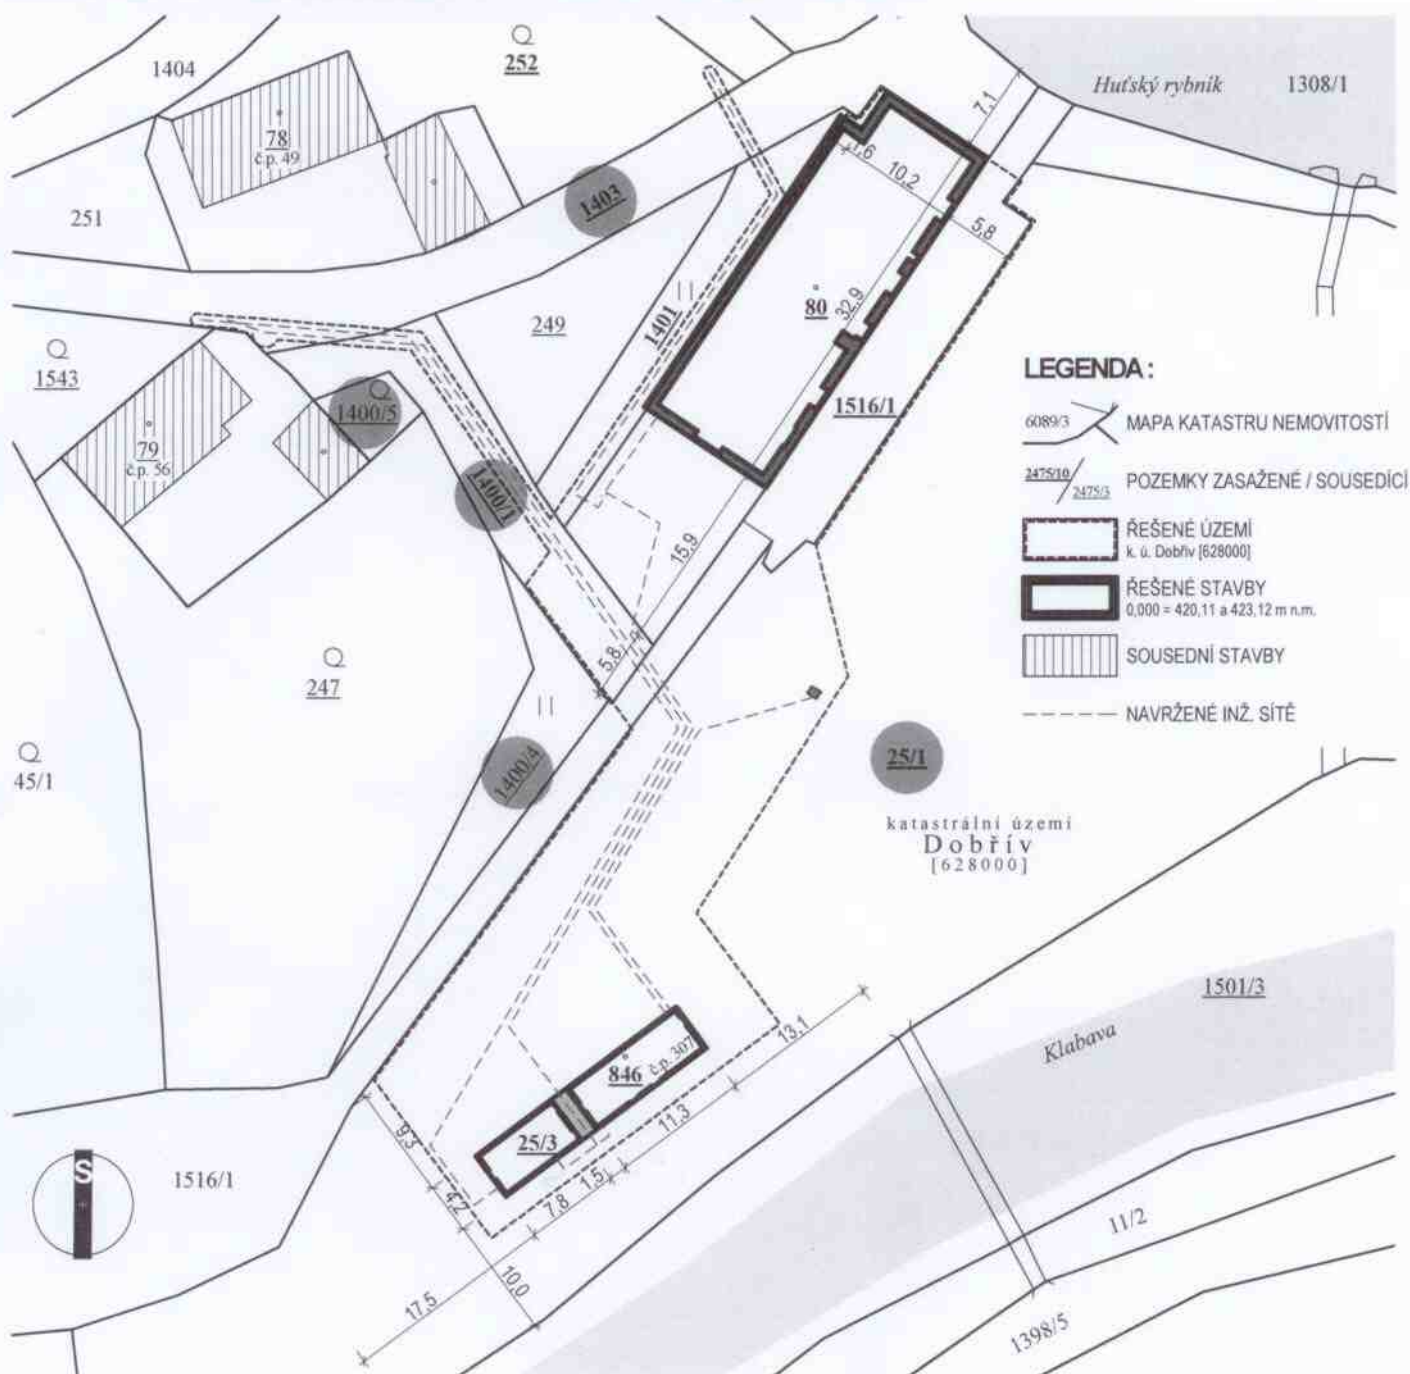 252
1404
78
č.p. 49
251
1403
Huťský rybník
1308/1
7,1
1,6
10,2
5,8
80
32,9
249
1401
1543
1400/5
79
č.p. 56
1400/1
1516/1
15,9
5,8
247
45/1
1400/4
25/1
katastrální území
Dobřív
[628000]
LEGENDA:
6089/3
MAPA KATASTRU NEMOVITOSTÍ
2475/10
2475/3
POZEMKY ZASAŽENÉ / SOUSEDÍCÍ
ŘEŠENÉ ÚZEMÍ
k. ú. Dobřív [628000]
ŘEŠENÉ STAVBY
0,000 = 420,11 a 423,12 m n.m.
SOUSEDNÍ STAVBY
NAVRŽENÉ INŽ. SÍTĚ
1501/3
Klabava
13,1
846
č.p. 307
11,3
25/3
9,3
4,2
7,8
1,5
10,0
17,5
S
1516/1
11/2
1398/5